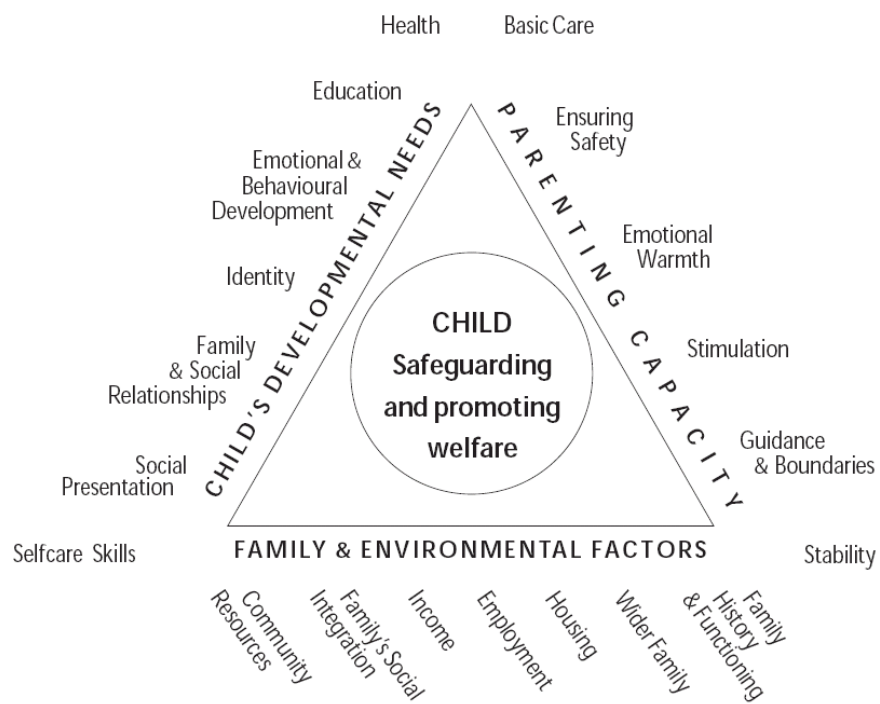 Health
Basic Care
Education
Ensuring
Safety
Emotional &
Behavioural
Development
Emotional
Warmth
Identity
Family
& Social
Relationships
Stimulation
Social
Presentation
Guidance
& Boundaries
Selfcare Skills
Stability
CHILD'S DEVELOPMENTAL NEEDS
PARENTING CAPACITY
CHILD
Safeguarding
and promoting
welfare
FAMILY & ENVIRONMENTAL FACTORS
Community
Resources
Family's Social
Integration
Income
Employment
Housing
Wider Family
Family
History
& Functioning